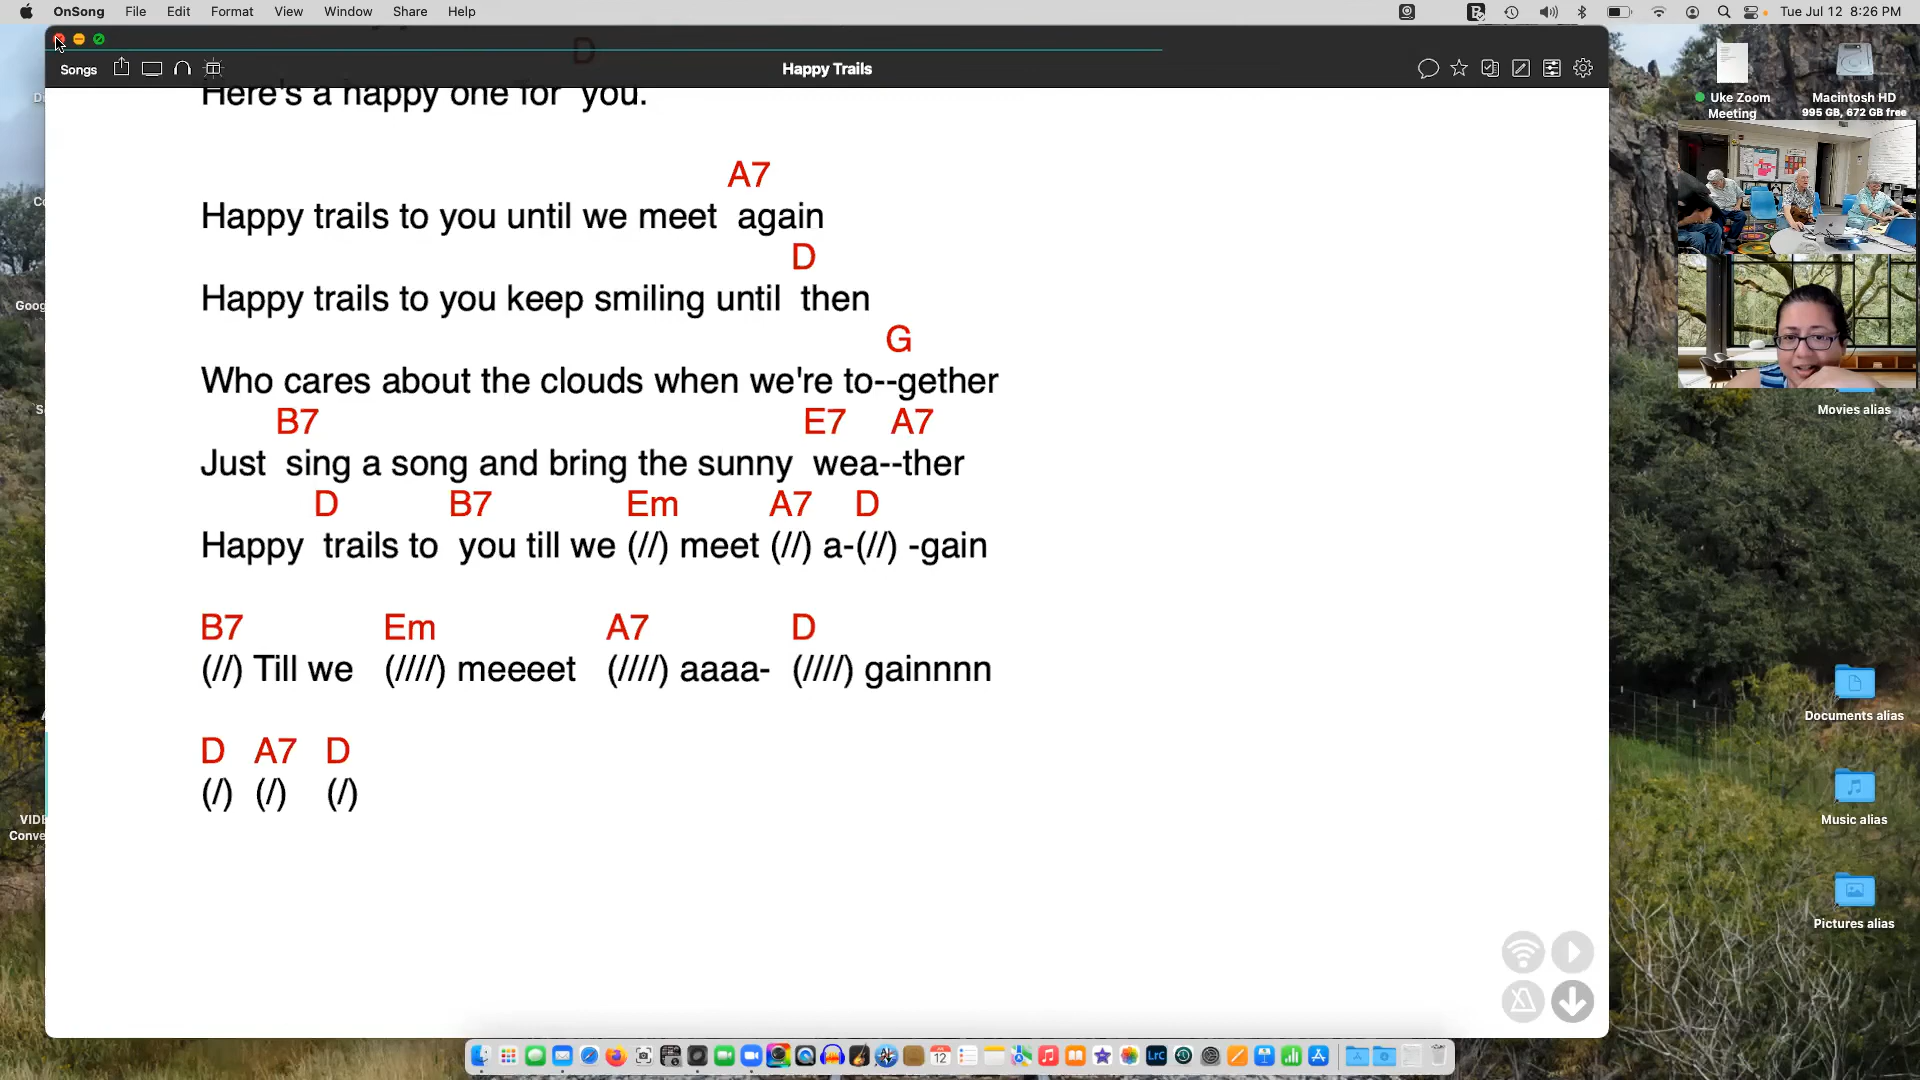 OnSong File Edit Format View Window Share Help
Tue Jul 12 8:26 PM
D
Songs
Happy Trails
Here's a happy one for you.
A7
Happy trails to you until we meet again
D
Happy trails to you keep smiling until then
G
Who cares about the clouds when we're to--gether
B7 E7 A7
Just sing a song and bring the sunny wea--ther
D B7 Em A7 D
Happy trails to you till we (//) meet (//) a-(//) -gain
B7 Em A7 D
(//) Till we (////) meeeet (////) aaaa- (////) gainnnn
D A7 D
(/) (/) (/)
Uke Zoom
Meeting
Macintosh HD
995 GB, 672 GB free
Movies alias
Documents alias
Music alias
Pictures alias
Goog
VIDE
Conve
12
LrC